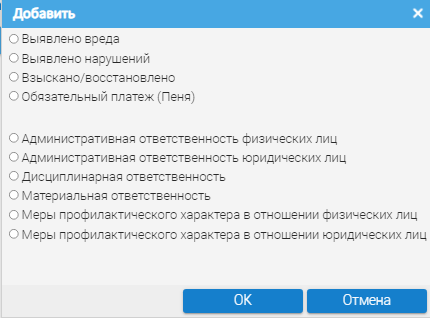 Добавить
Выявлено вреда
Выявлено нарушений
Взыскано/восстановлено
Обязательный платеж (Пеня)
Административная ответственность физических лиц
Административная ответственность юридических лиц
Дисциплинарная ответственность
Материальная ответственность
Меры профилактического характера в отношении физических лиц
Меры профилактического характера в отношении юридических лиц
ОК
Отмена